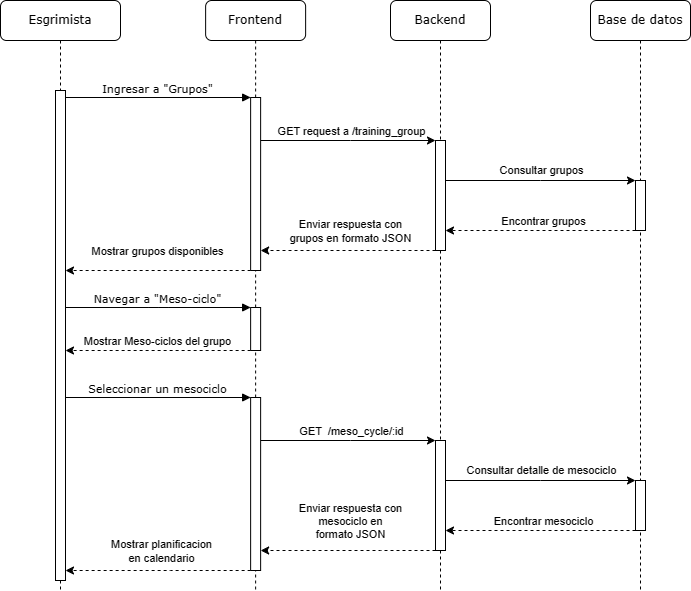 Esgrimista
Frontend
Backend
Base de datos
Ingresar a "Grupos"
GET request a /training_group
Consultar grupos
Encontrar grupos
Enviar respuesta con
grupos en formato JSON
Mostrar grupos disponibles
Navegar a "Meso-ciclo"
Mostrar Meso-ciclos del grupo
Seleccionar un mesociclo
GET /meso_cycle/:id
Consultar detalle de mesociclo
Encontrar mesociclo
Enviar respuesta con
mesociclo en
formato JSON
Mostrar planificacion
en calendario